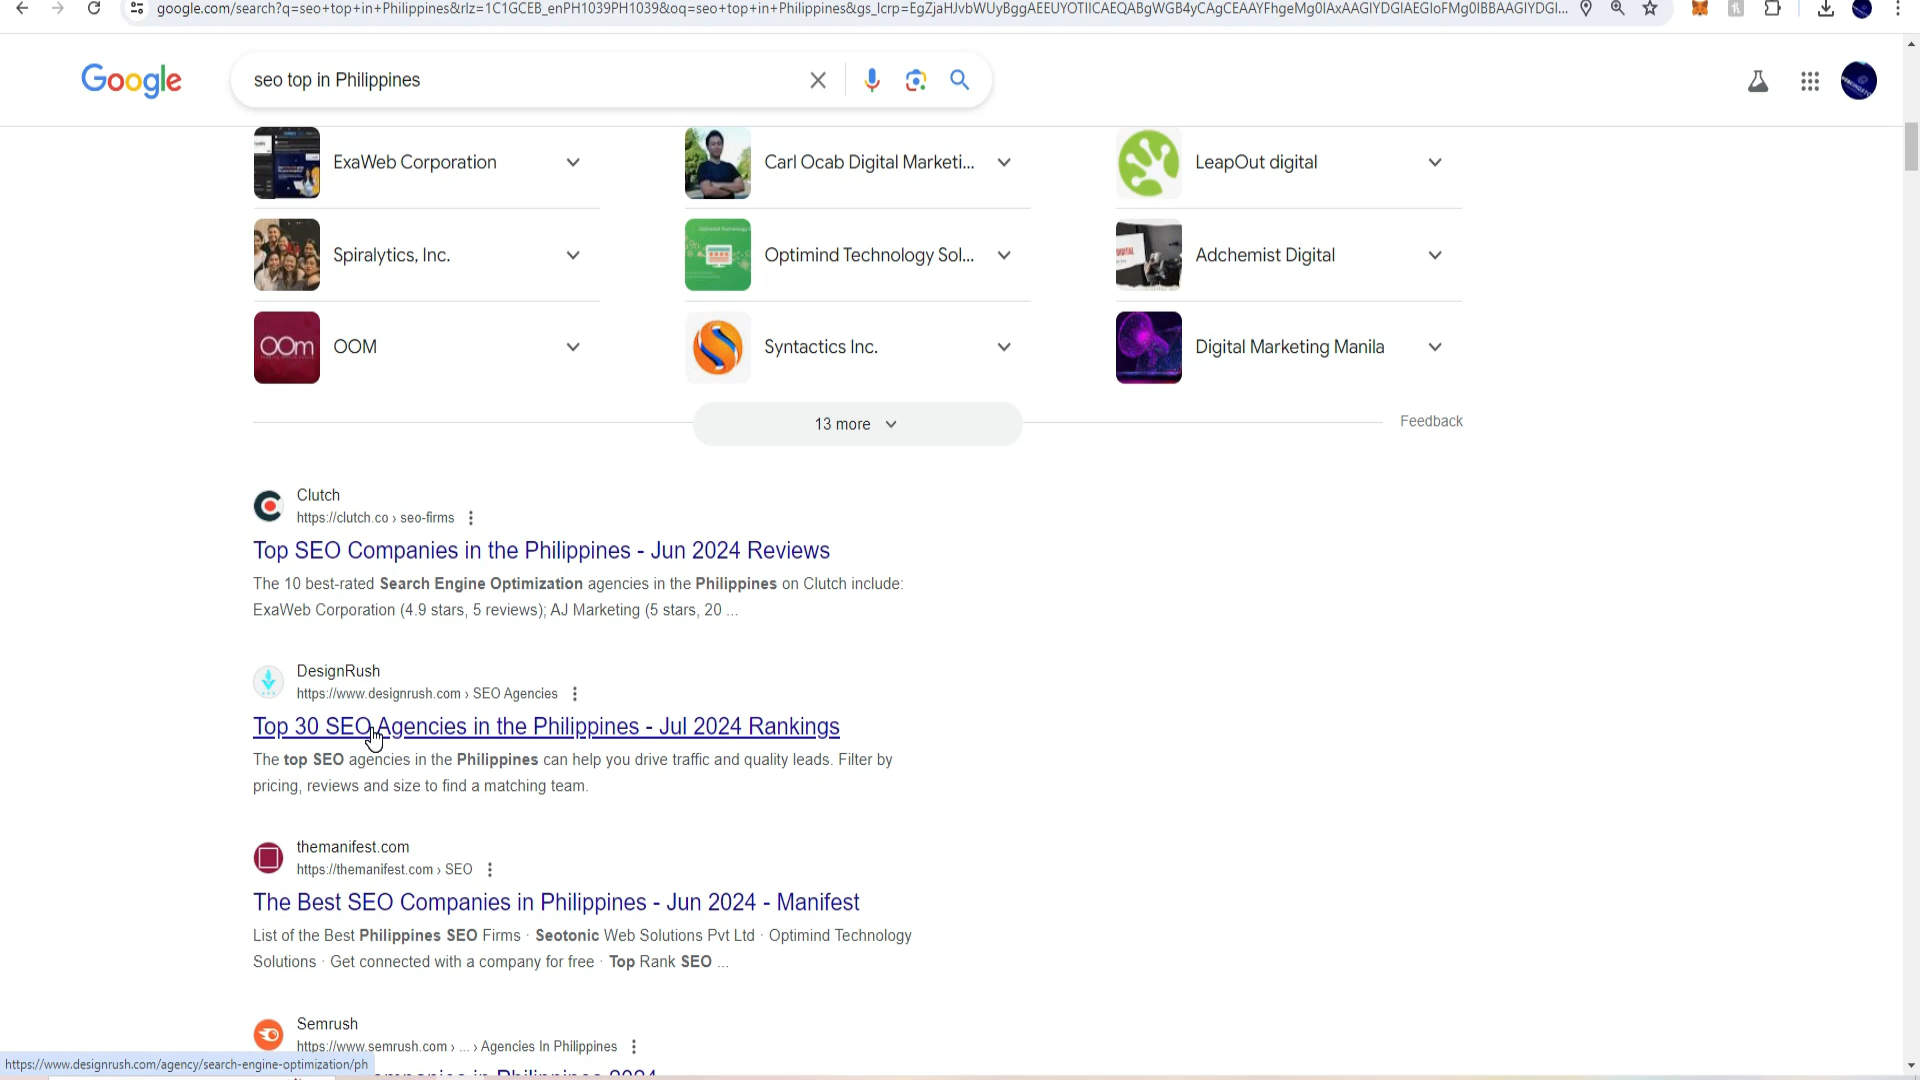 google.com/search?q=seo+top+in+Philippines&rlz=1C1GCEB_enPH1039PH1039&oq=seo+top+in+Philippines&gs_lcrp=EgZjaHJvbWUyBggAEEUYOTIICAEQABgWGB4yCAgCEAAYFhgeMg0IAxAAGIYDGIAEGIoFMg0IBBAAGIYDGI...
Google
seo top in Philippines
ExaWeb Corporation
Carl Ocab Digital Marketi...
LeapOut digital
Spiralytics, Inc.
Optimind Technology Sol...
Adchemist Digital
OOm
OOM
Syntactics Inc.
Digital Marketing Manila
13 more
Feedback
Clutch
https://clutch.co › seo-firms
Top SEO Companies in the Philippines - Jun 2024 Reviews
The 10 best-rated Search Engine Optimization agencies in the Philippines on Clutch include:
ExaWeb Corporation (4.9 stars, 5 reviews); AJ Marketing (5 stars, 20 ...
DesignRush
https://www.designrush.com › SEO Agencies
Top 30 SEO Agencies in the Philippines - Jul 2024 Rankings
The top SEO agencies in the Philippines can help you drive traffic and quality leads. Filter by
pricing, reviews and size to find a matching team.
themanifest.com
https://themanifest.com › SEO
The Best SEO Companies in Philippines - Jun 2024 - Manifest
List of the Best Philippines SEO Firms · Seotonic Web Solutions Pvt Ltd · Optimind Technology
Solutions · Get connected with a company for free · Top Rank SEO ...
Semrush
https://www.semrush.com › ... › Agencies In Philippines
https://www.designrush.com/agency/search-engine-optimization/ph